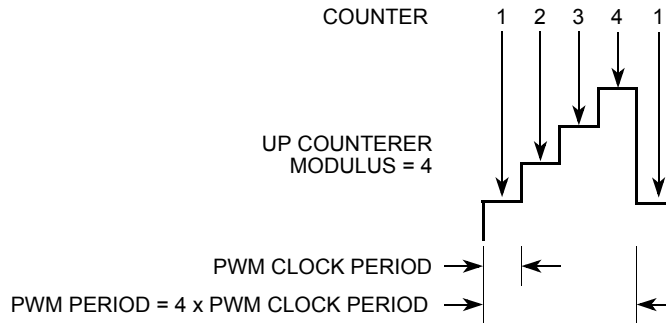 COUNTER 1 2 3 4 1
UP COUNTERER
MODULUS = 4
PWM CLOCK PERIOD
PWM PERIOD = 4 x PWM CLOCK PERIOD